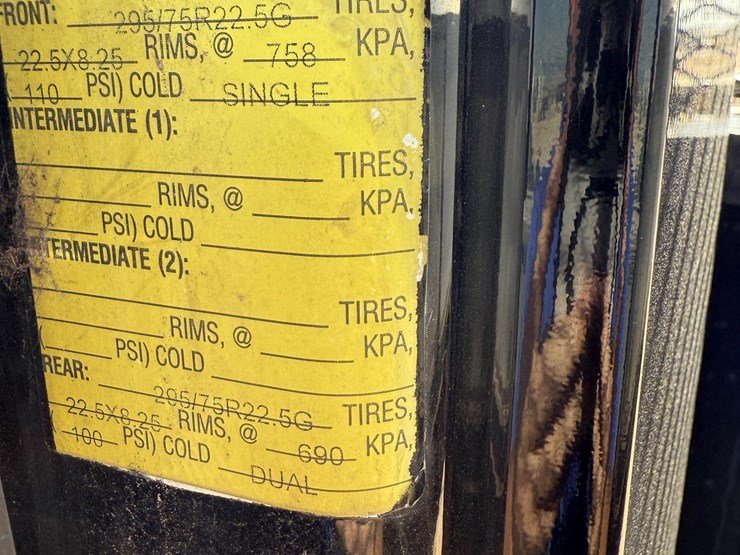 FRONT: 295/75R22.5G TIRES,
22.5X8.25 RIMS, @ 758 KPA,
( 110 PSI) COLD SINGLE
NTERMEDIATE (1):
TIRES,
RIMS, @ KPA,
PSI) COLD
TERMEDIATE (2):
TIRES,
RIMS, @ KPA,
( PSI) COLD
REAR: 295/75R22.5G TIRES,
22.5X8.25 RIMS, @ 690 KPA,
( 100 PSI) COLD DUAL